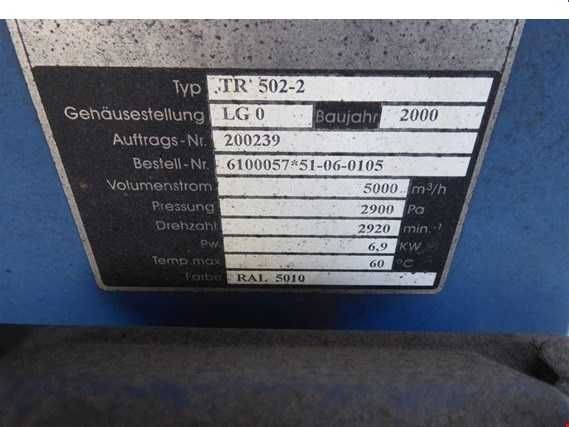 Typ TR 502-2
Gehäusestellung LG 0 Baujahr 2000
Auftrags-Nr. 200239
Bestell-Nr. 6100057*51-06-0105
Volumenstrom 5000 m³/h
Pressung 2900 Pa
Drehzahl 2920 min.-¹
Pw 6,9 KW
Temp.max 60 °C
Farbe RAL 5010